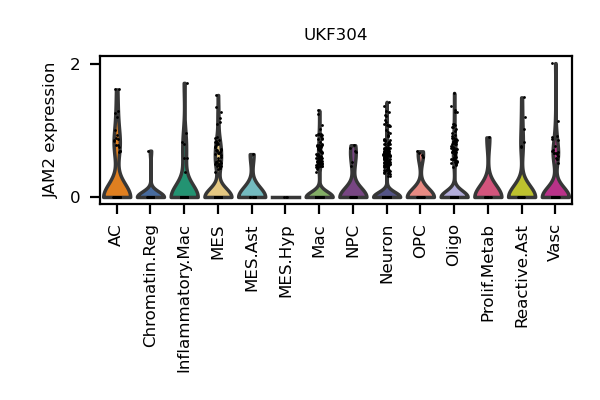 UKF304
JAM2 expression
2
0
AC
Chromatin.Reg
Inflammatory.Mac
MES
MES.Ast
MES.Hyp
Mac
NPC
Neuron
OPC
Oligo
Prolif.Metab
Reactive.Ast
Vasc